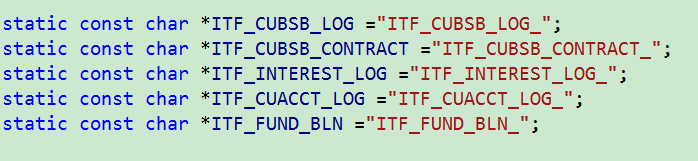 static const char *ITF_CUBSB_LOG ="ITF_CUBSB_LOG_";
static const char *ITF_CUBSB_CONTRACT ="ITF_CUBSB_CONTRACT_";
static const char *ITF_INTEREST_LOG ="ITF_INTEREST_LOG_";
static const char *ITF_CUACCT_LOG ="ITF_CUACCT_LOG_";
static const char *ITF_FUND_BLN ="ITF_FUND_BLN_";